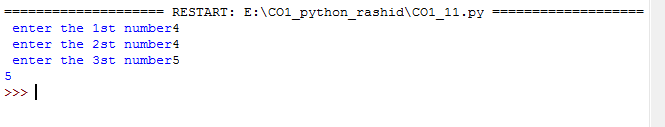 ===================== RESTART: E:\CO1_python_rashid\CO1_11.py ====================
enter the 1st number4
enter the 2st number4
enter the 3st number5
5
>>>